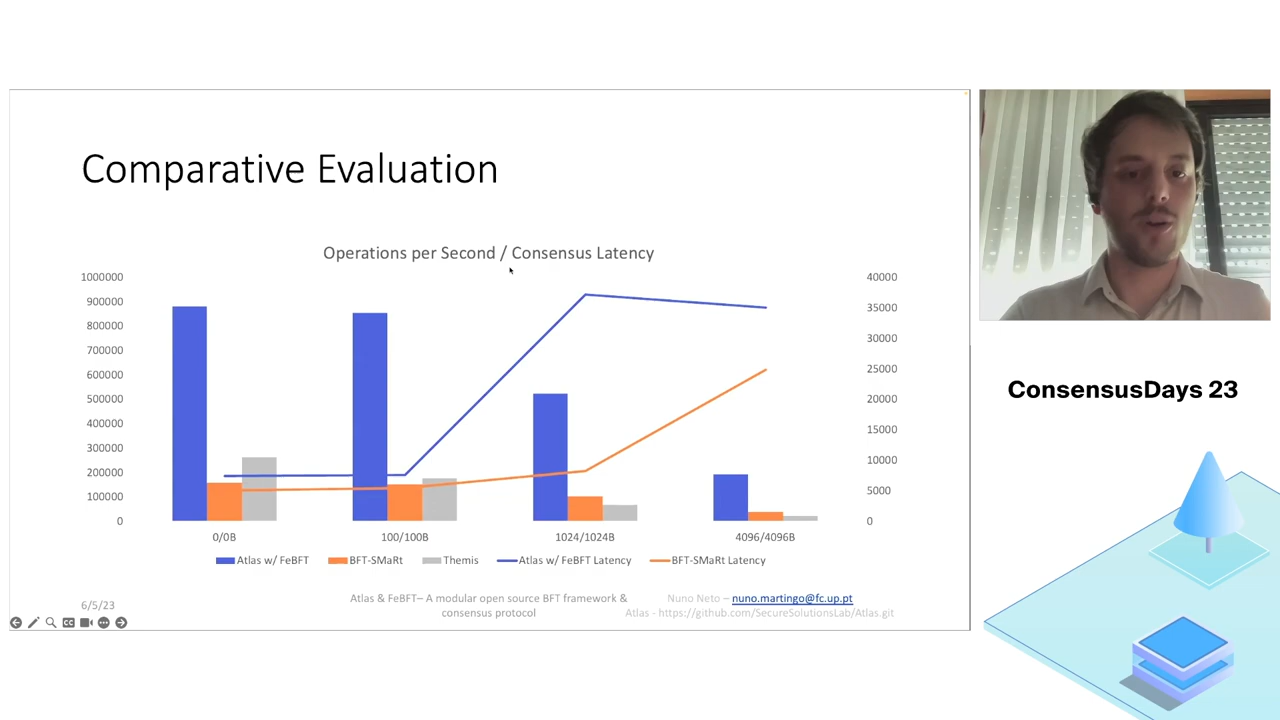 Comparative Evaluation
Operations per Second / Consensus Latency
1000000
900000
800000
700000
600000
500000
400000
300000
200000
100000
0
40000
35000
30000
25000
20000
15000
10000
5000
0
0/0B
100/100B
1024/1024B
4096/4096B
Atlas w/ FeBFT
BFT-SMaRt
Themis
Atlas w/ FeBFT Latency
BFT-SMaRt Latency
6/5/23
Atlas & FeBFT– A modular open source BFT framework &
consensus protocol
Nuno Neto – nuno.martingo@fc.up.pt
Atlas - https://github.com/SecureSolutionsLab/Atlas.git
CC
ConsensusDays 23